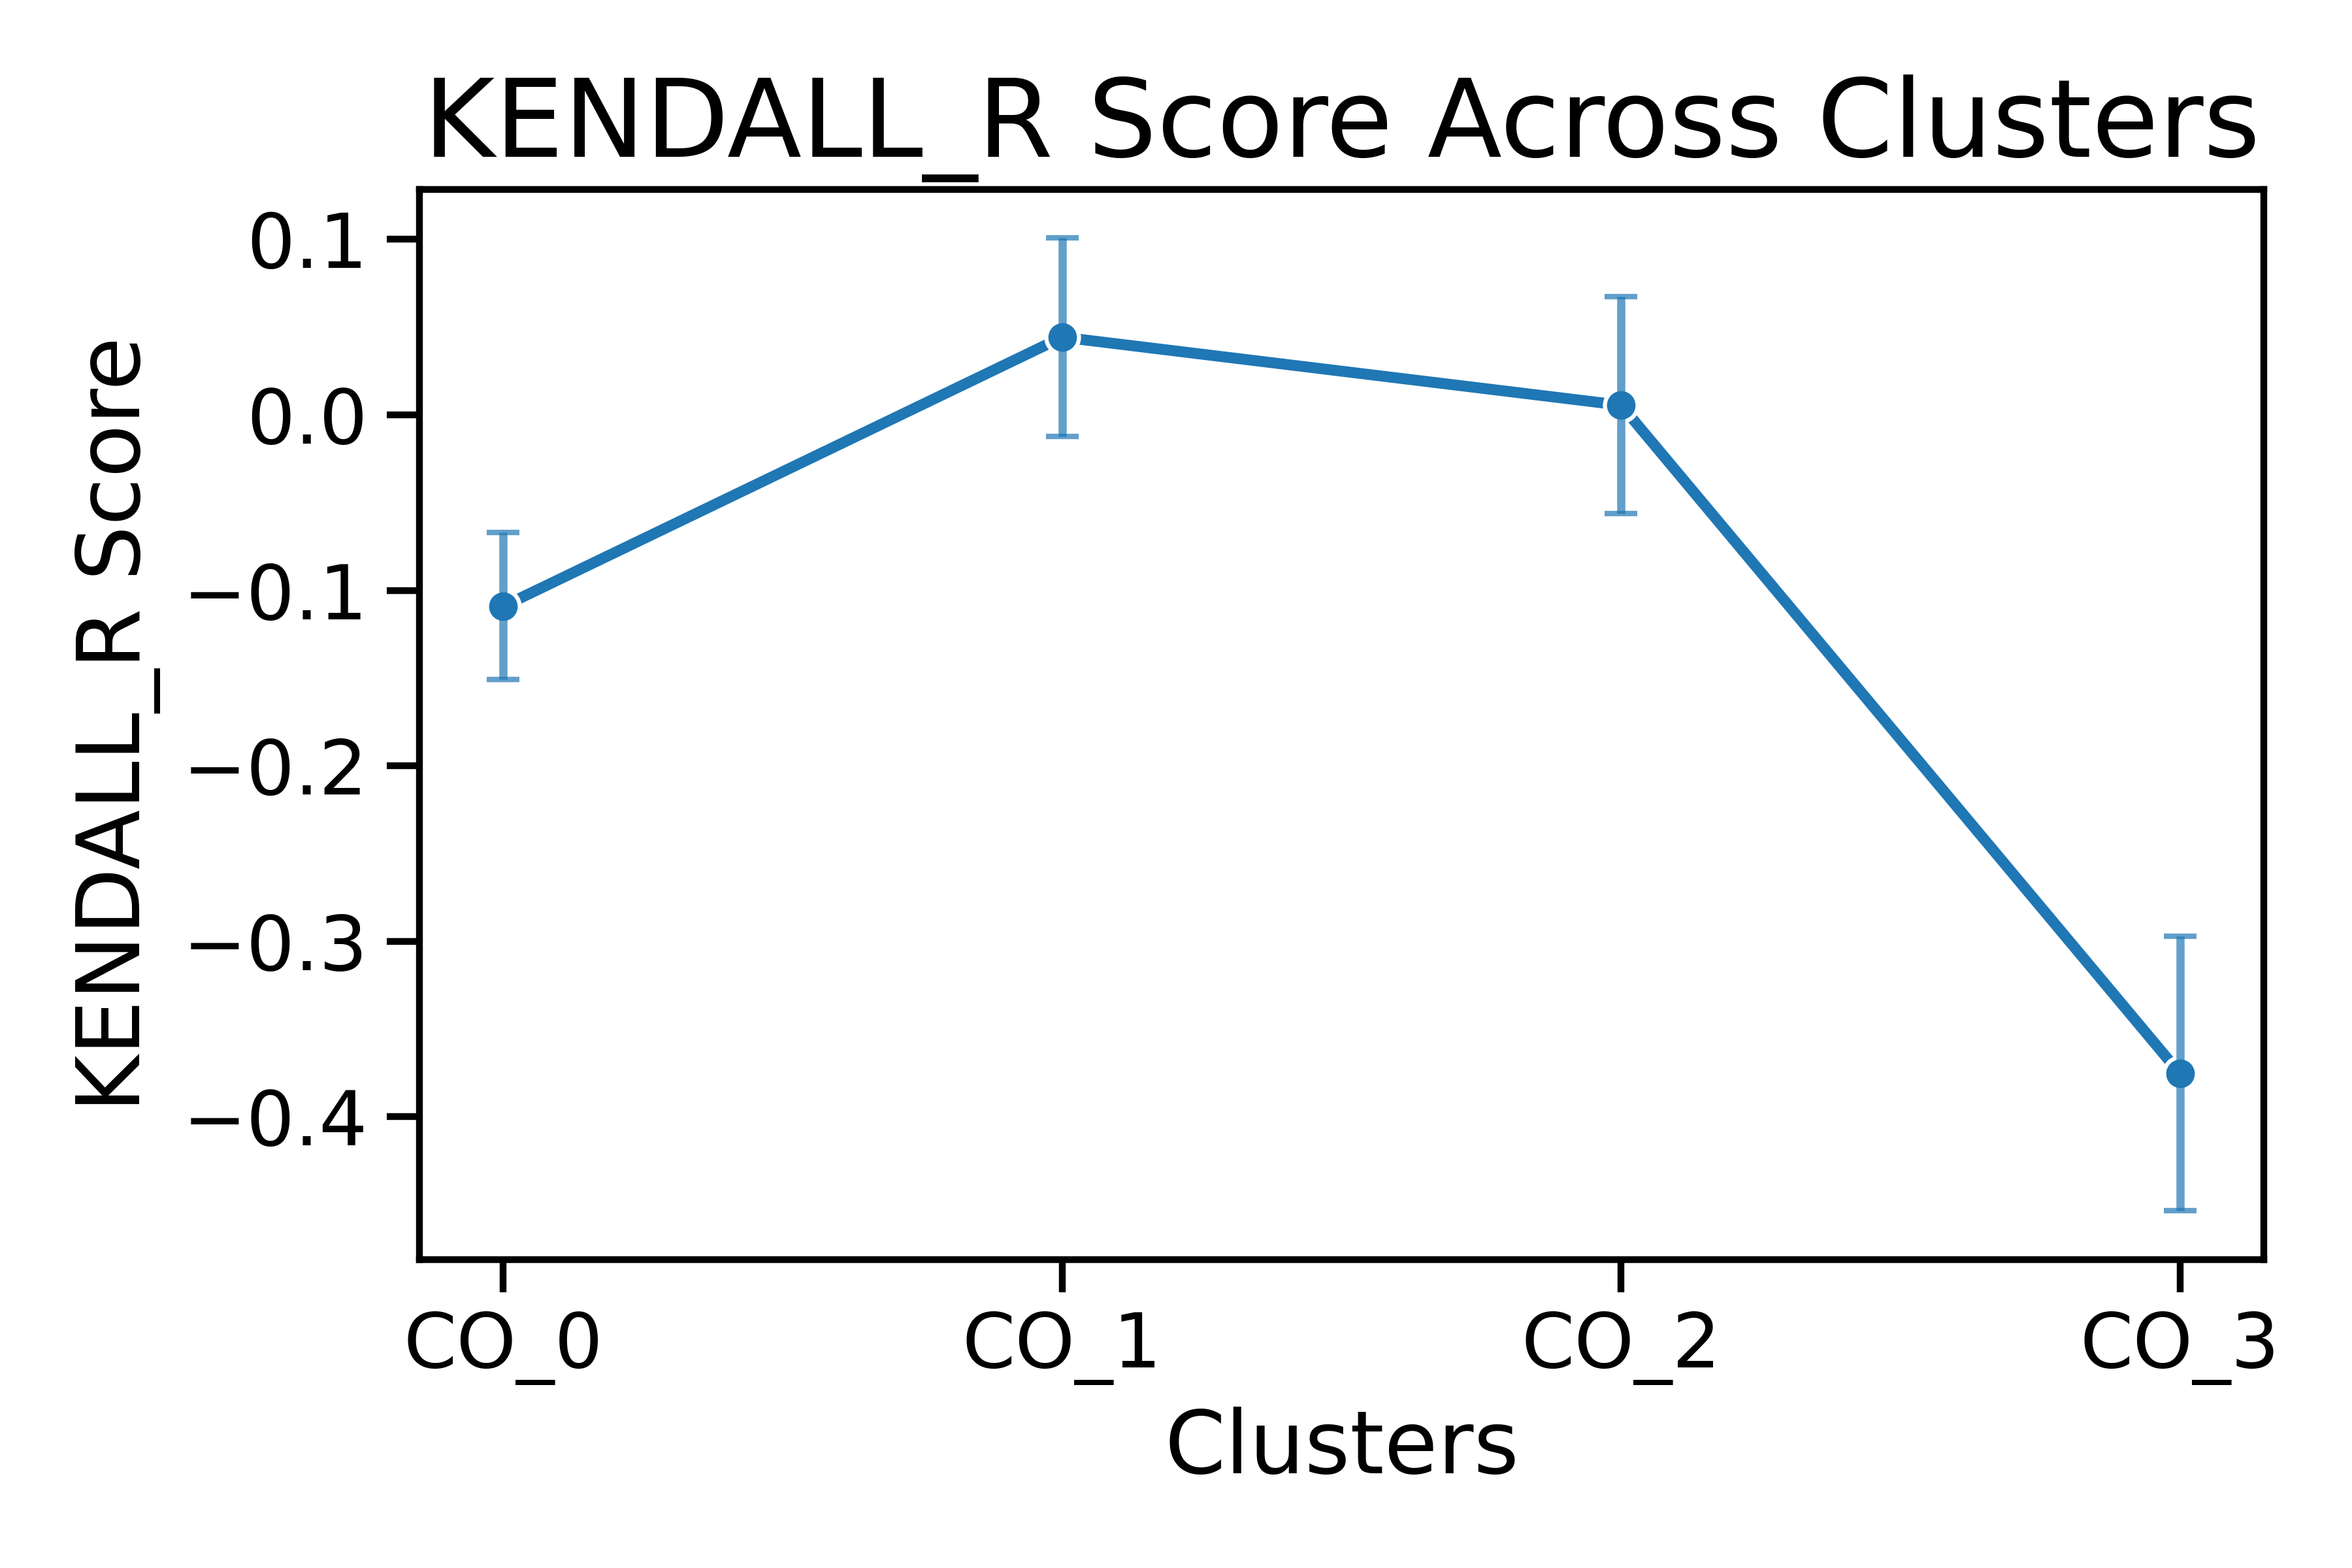 KENDALL_R Score Across Clusters
KENDALL_R Score
0.1
0.0
−0.1
−0.2
−0.3
−0.4
CO_0 CO_1 CO_2 CO_3
Clusters